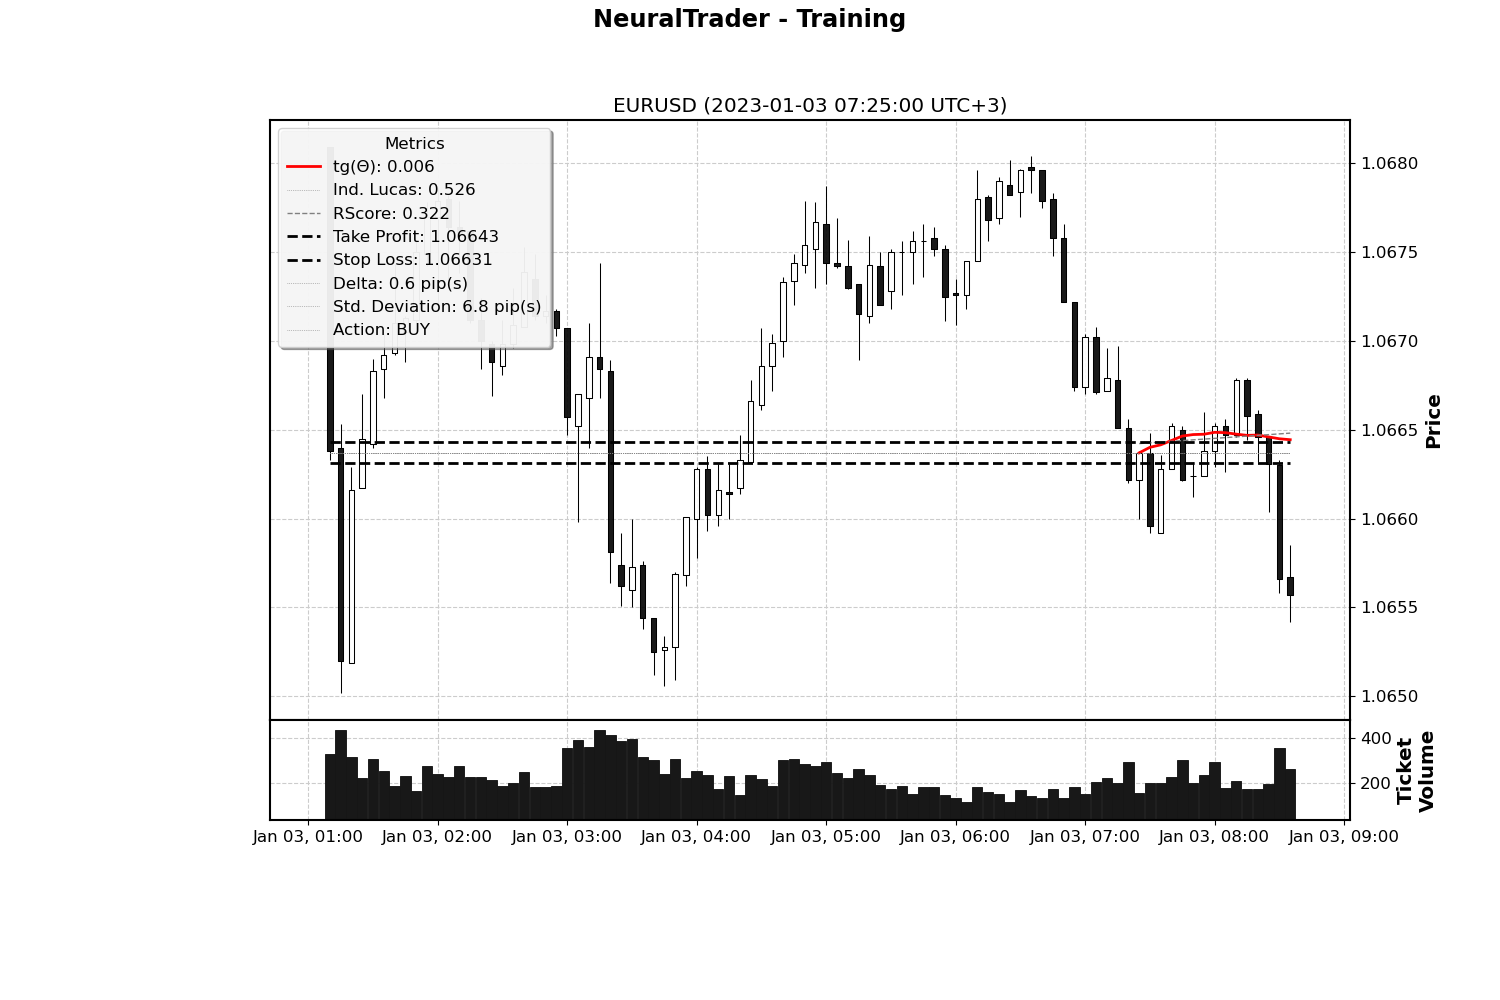 NeuralTrader - Training
EURUSD (2023-01-03 07:25:00 UTC+3)
Metrics
tg(Θ): 0.006
Ind. Lucas: 0.526
RScore: 0.322
Take Profit: 1.06643
Stop Loss: 1.06631
Delta: 0.6 pip(s)
Std. Deviation: 6.8 pip(s)
Action: BUY
1.0680
1.0675
1.0670
1.0665
1.0660
1.0655
1.0650
Price
400
200
Ticket
Volume
Jan 03, 01:00
Jan 03, 02:00
Jan 03, 03:00
Jan 03, 04:00
Jan 03, 05:00
Jan 03, 06:00
Jan 03, 07:00
Jan 03, 08:00
Jan 03, 09:00